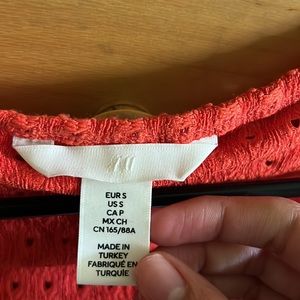 EUR S
US S
CA P
MX CH
CN 165/88A
MADE IN
TURKEY
FABRIQUÉ EN
TURQUIE